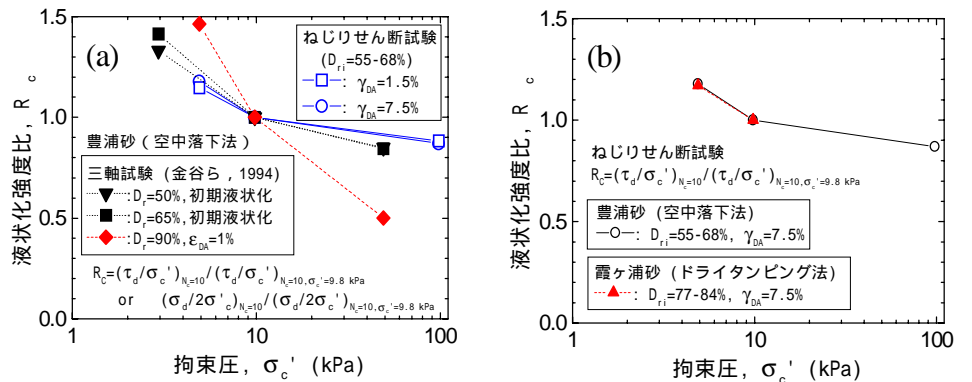 (a)
液状化強度比, R c
1.5
1.0
0.5
0.0
1
10
100
拘束圧, σc' (kPa)
ねじりせん断試験
(Dri=55-68%)
: γDA=1.5%
: γDA=7.5%
豊浦砂(空中落下法)
三軸試験(金谷ら, 1994)
:Dr=50%,初期液状化
:Dr=65%,初期液状化
:Dr=90%,εDA=1%
RC=(τd/σc')Nc=10/(τd/σc')Nc=10,σc'=9.8 kPa
or (σd/2σ'c)Nc=10/(σd/2σc')Nc=10,σc'=9.8 kPa
(b)
液状化強度比, R c
1.5
1.0
0.5
0.0
1
10
100
拘束圧, σc' (kPa)
ねじりせん断試験
RC=(τd/σc')Nc=10/(τd/σc')Nc=10,σc'=9.8 kPa
豊浦砂 (空中落下法)
: Dri=55-68%, γDA=7.5%
霞ヶ浦砂 (ドライタンピング法)
: Dri=77-84%, γDA=7.5%